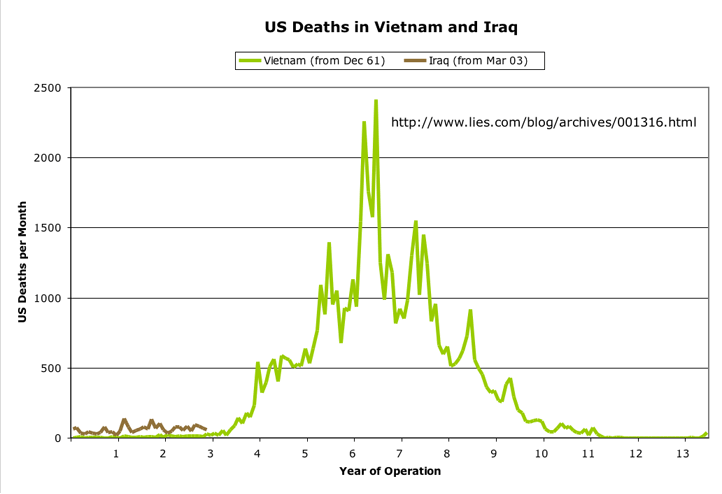 US Deaths in Vietnam and Iraq
Vietnam (from Dec 61) Iraq (from Mar 03)
http://www.lies.com/blog/archives/001316.html
US Deaths per Month
2500
2000
1500
1000
500
0
1 2 3 4 5 6 7 8 9 10 11 12 13
Year of Operation